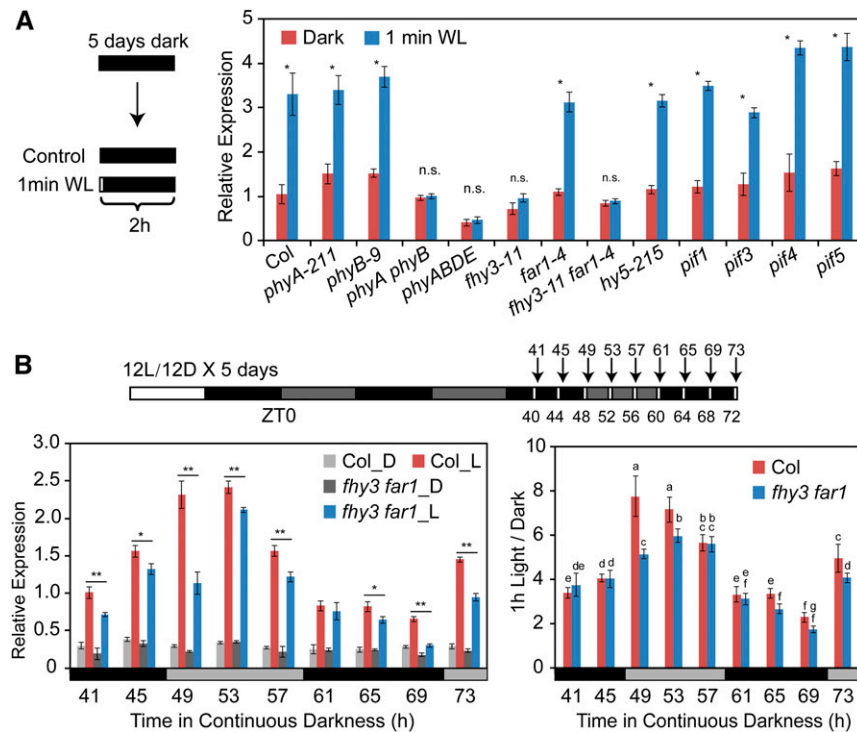 A
5 days dark
Control
1min WL
2h
Relative Expression
Dark
1 min WL
5
4
3
2
1
0
* * * n.s. n.s. n.s. * n.s. * * * * *
Col
phyA-211
phyB-9
phyA phyB
phyABDE
fhy3-11
far1-4
fhy3-11 far1-4
hy5-215
pif1
pif3
pif4
pif5
B
12L/12D X 5 days
41 45 49 53 57 61 65 69 73
ZT0
40 44 48 52 56 60 64 68 72
Relative Expression
3.0
2.5
2.0
1.5
1.0
0.5
0
Col_D
Col_L
fhy3 far1_D
fhy3 far1_L
** * ** ** ** * ** **
41 45 49 53 57 61 65 69 73
Time in Continuous Darkness (h)
1h Light / Dark
10
8
6
4
2
0
Col
fhy3 far1
e de d d a c a b b c b c e e f e f f g f c d
41 45 49 53 57 61 65 69 73
Time in Continuous Darkness (h)